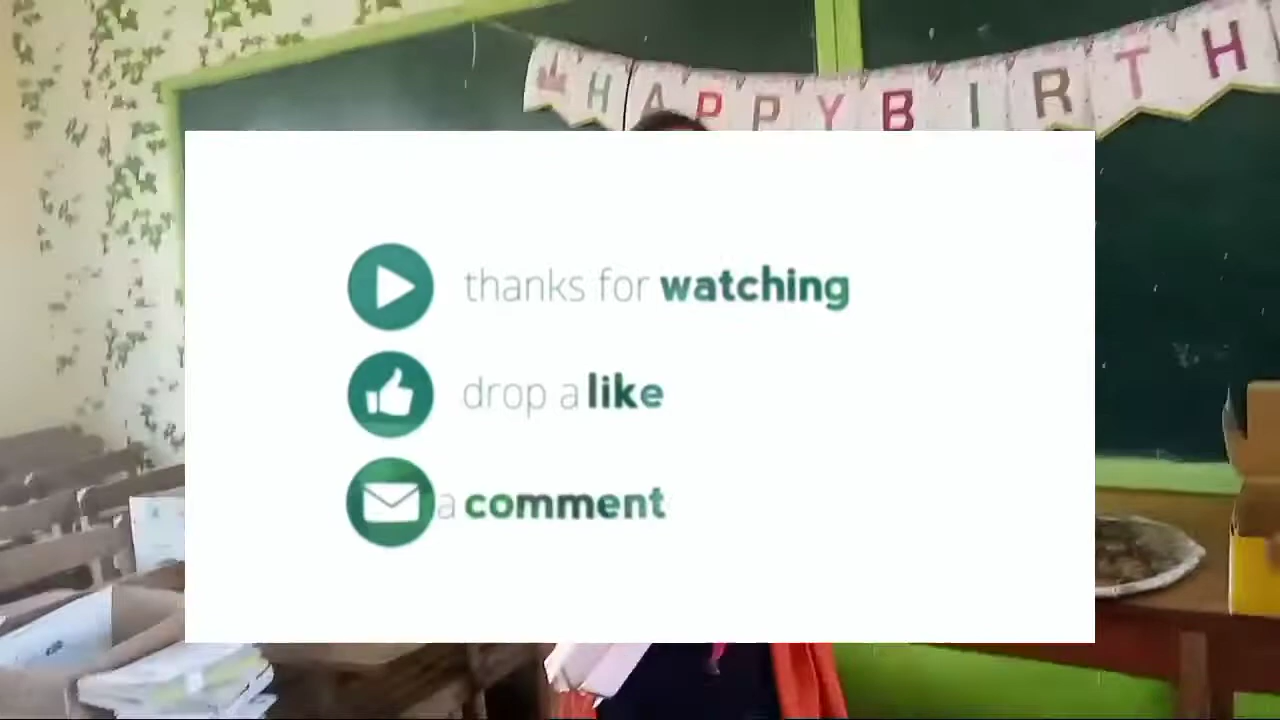 HAPPY BIRTH
thanks for watching
drop a like
a comment